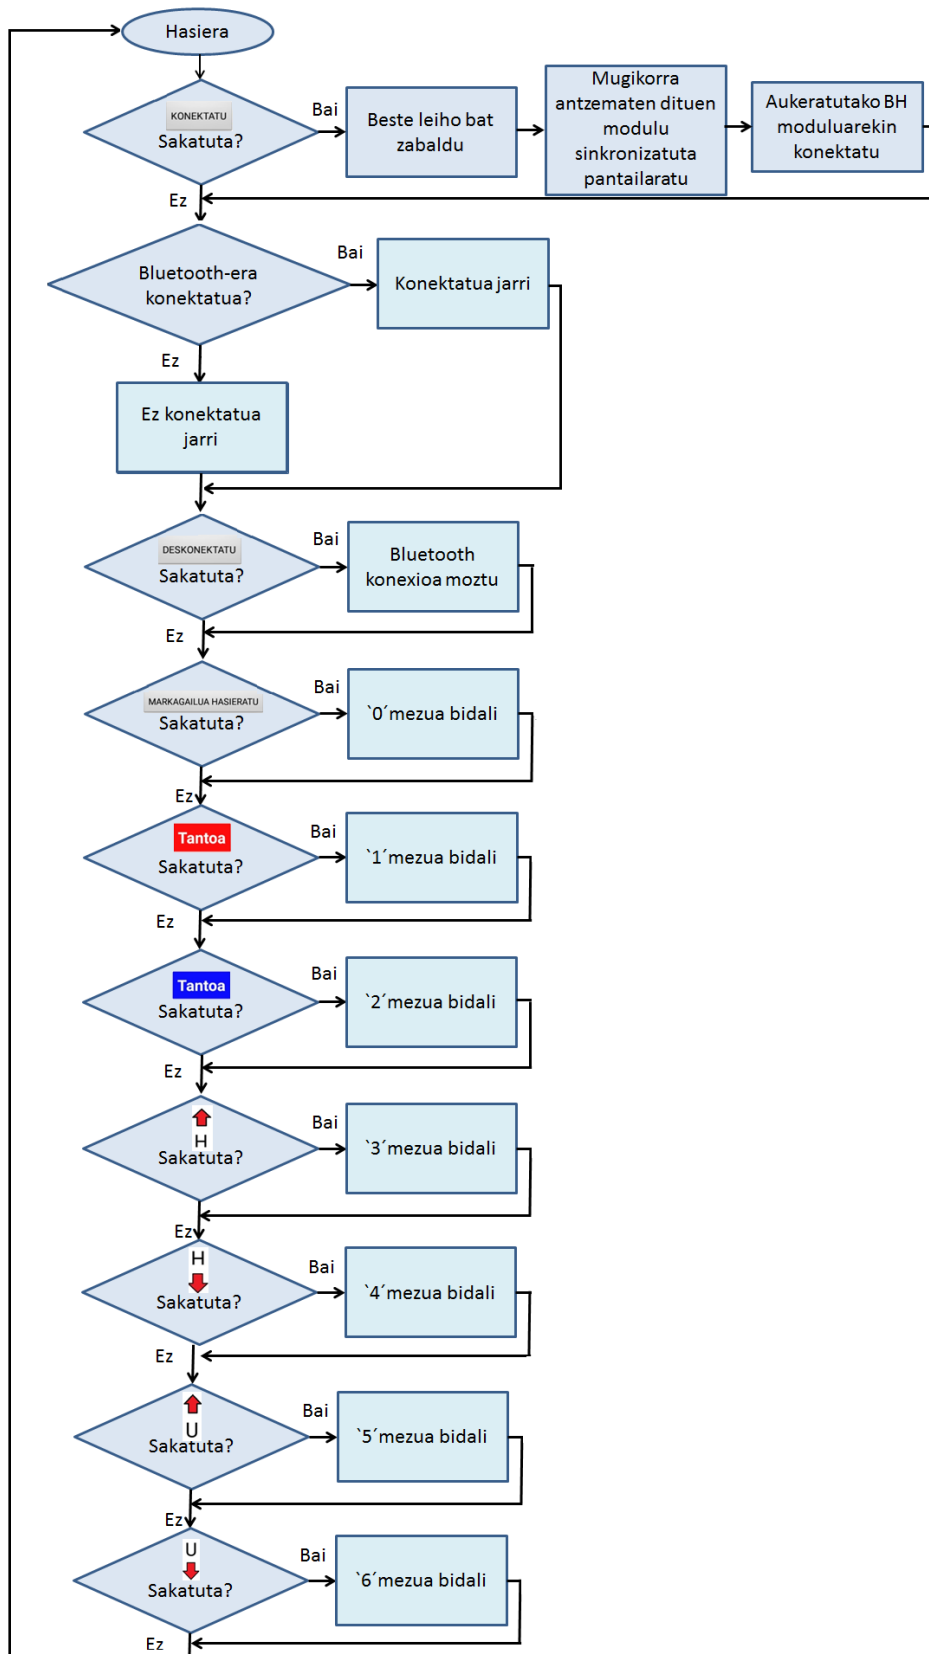 Hasiera
KONEKTATU
Sakatuta?
Bai
Beste leiho bat
zabaldu
Mugikorra
antzematen dituen
modulu
sinkronizatuta
pantailaratu
Aukeratutako BH
moduluarekin
konektatu
Ez
Bluetooth-era
konektatua?
Bai
Konektatua jarri
Ez
Ez konektatua
jarri
DESKONEKTATU
Sakatuta?
Bai
Bluetooth
konexioa moztu
Ez
MARKAGAILUA HASIERATU
Sakatuta?
Bai
`0´mezua bidali
Ez
Tantoa
Sakatuta?
Bai
`1´mezua bidali
Ez
Tantoa
Sakatuta?
Bai
`2´mezua bidali
Ez
H
Sakatuta?
Bai
`3´mezua bidali
Ez
H
Sakatuta?
Bai
`4´mezua bidali
Ez
U
Sakatuta?
Bai
`5´mezua bidali
Ez
U
Sakatuta?
Bai
`6´mezua bidali
Ez